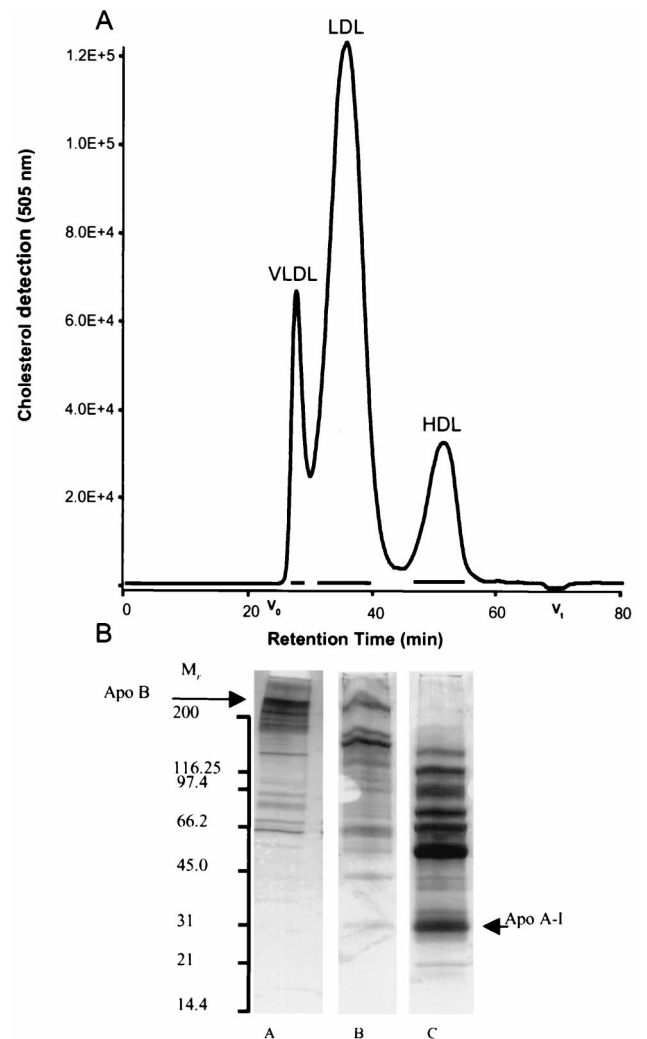 A
LDL
1.2E+5
1.0E+5
Cholesterol detection (505 nm)
8.0E+4
VLDL
6.0E+4
4.0E+4
HDL
2.0E+4
0
0 20 V₀ 40 60 Vₜ 80
Retention Time (min)
B
Mᵣ
Apo B
200
116.25
97.4
66.2
45.0
31
Apo A-I
21
14.4
A B C